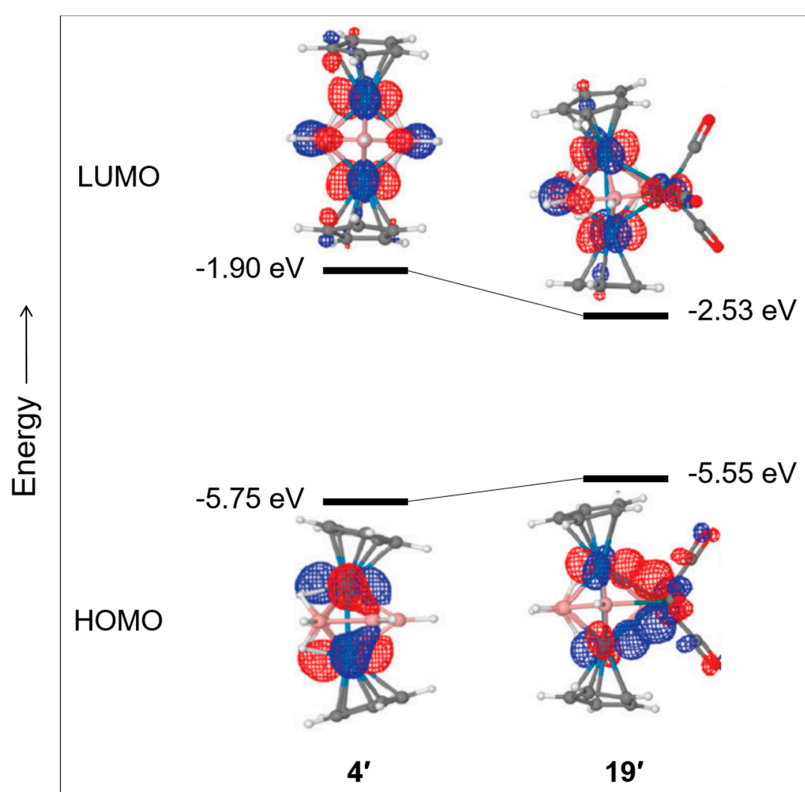 LUMO
-1.90 eV
-2.53 eV
Energy
-5.75 eV
-5.55 eV
HOMO
4′
19′